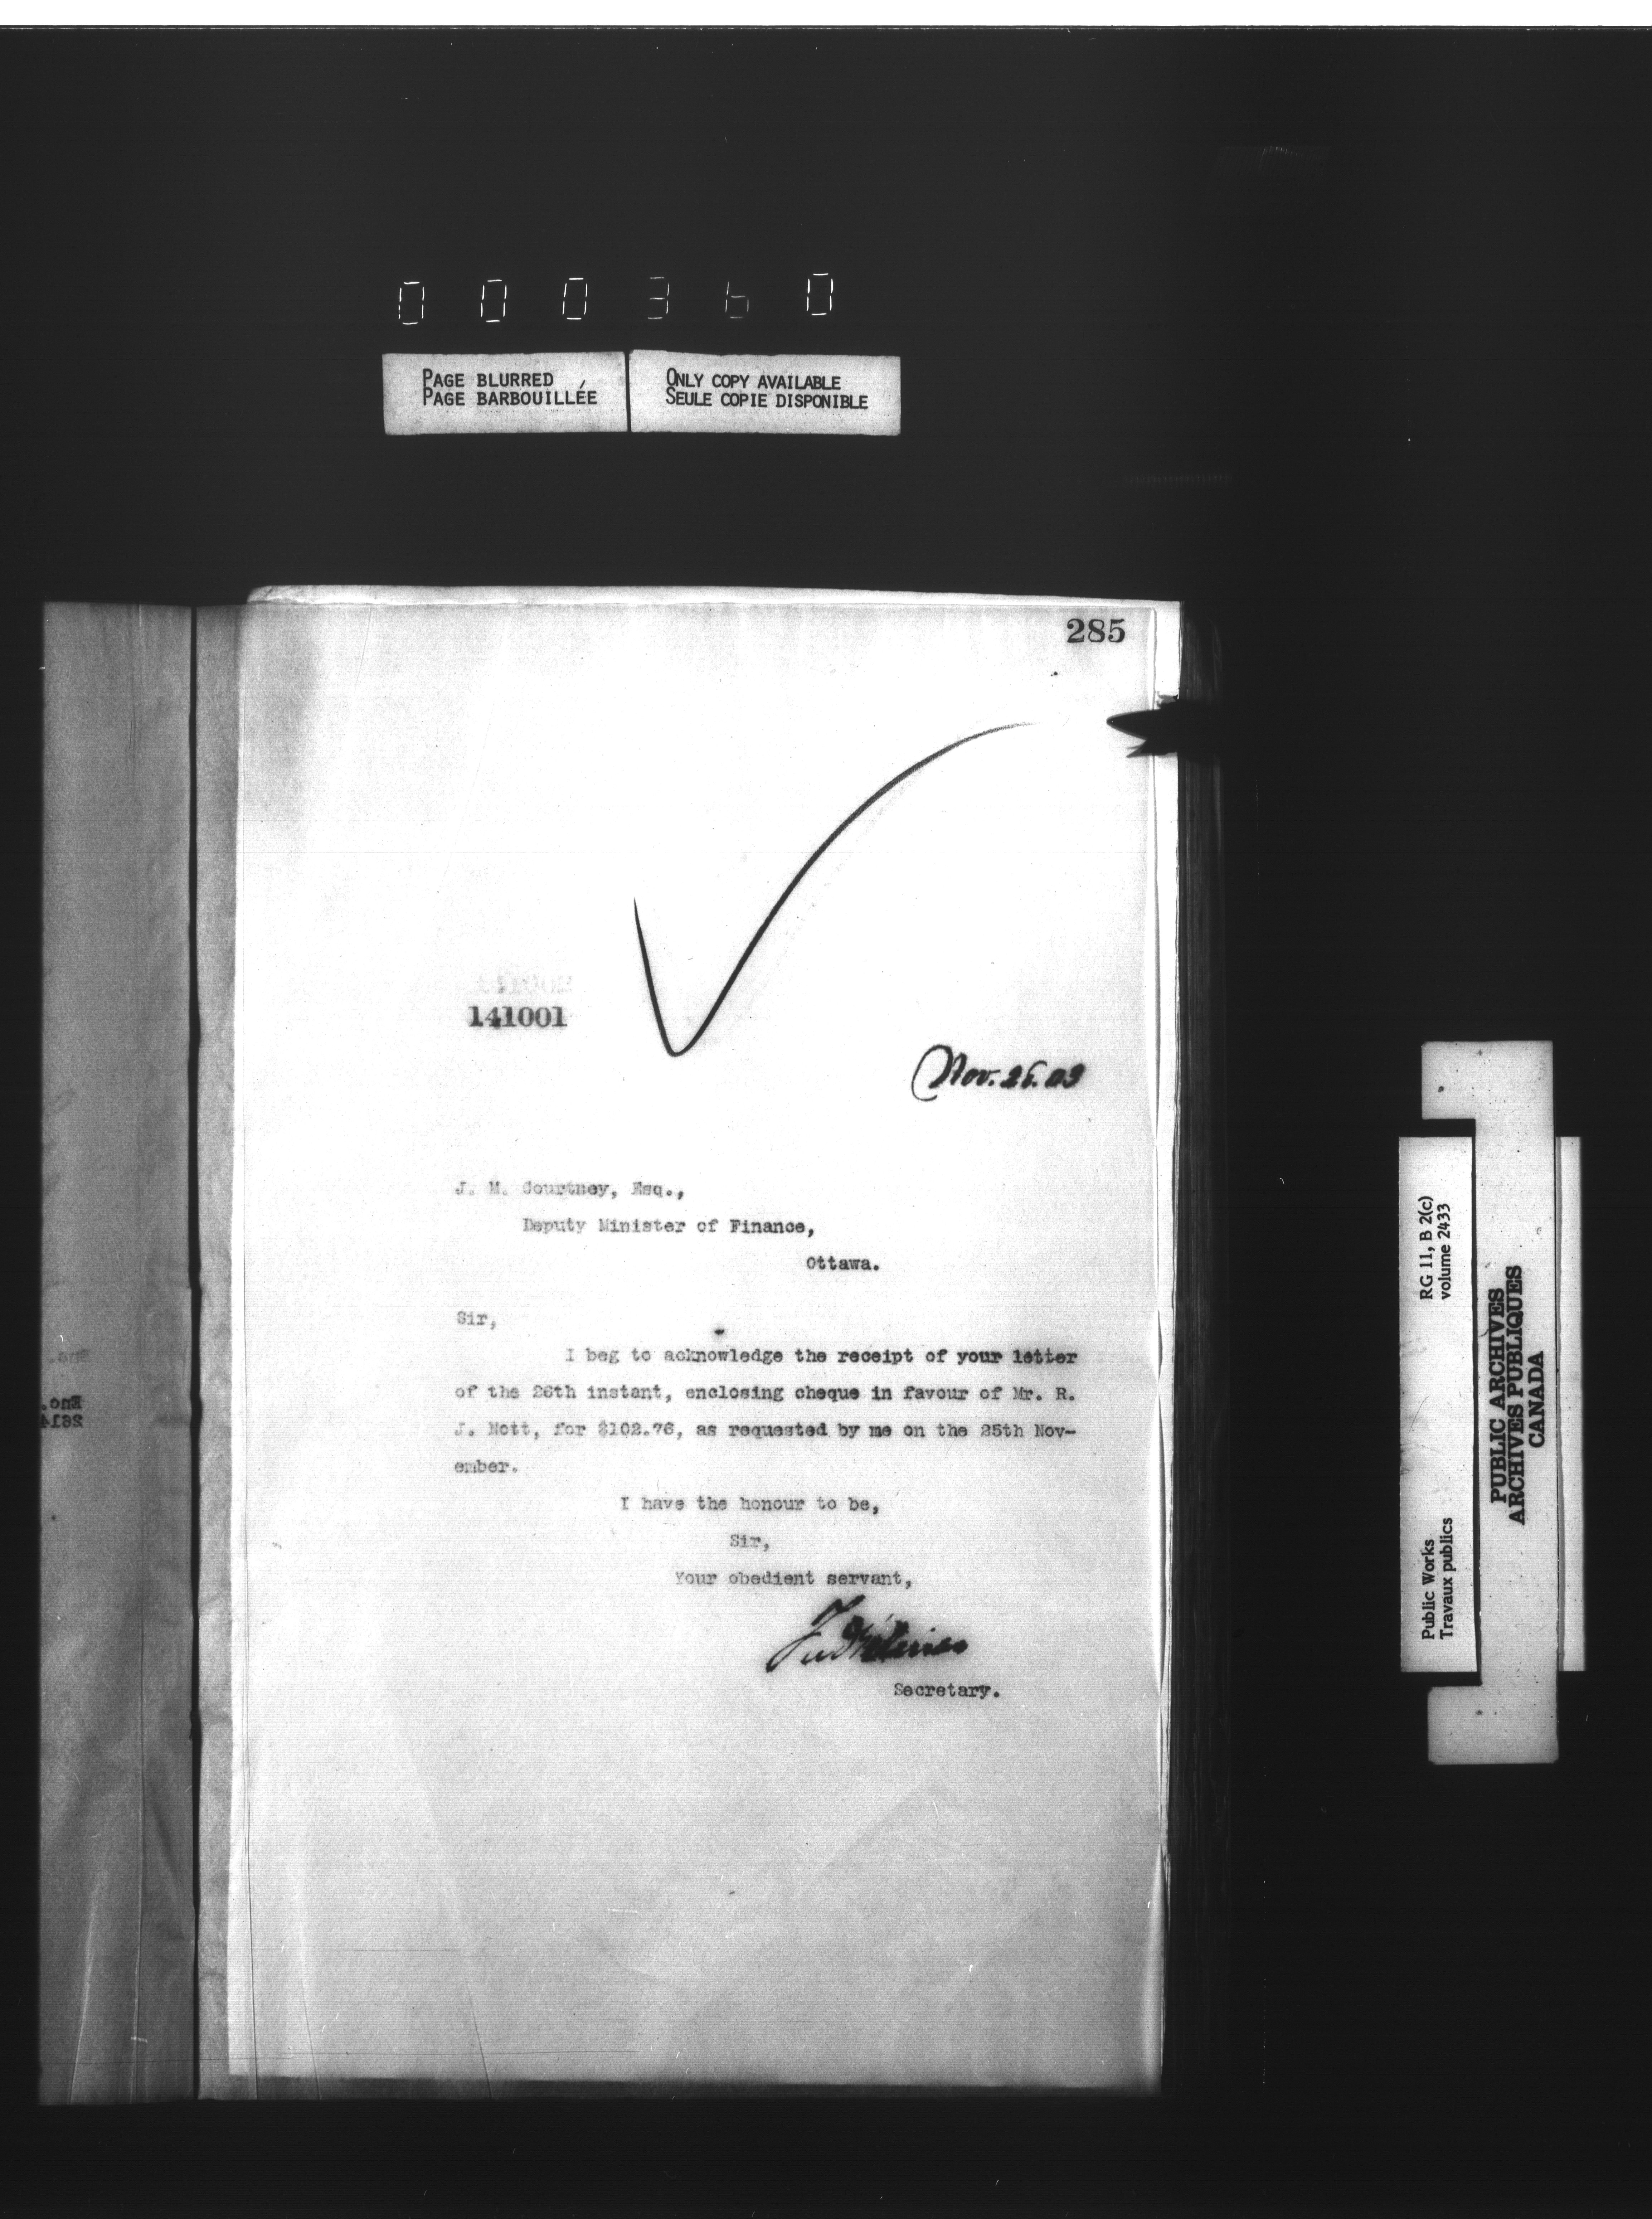 000360
PAGE BLURRED
PAGE BARBOUILLÉE
ONLY COPY AVAILABLE
SEULE COPIE DISPONIBLE
285
141001
Nov. 26. 03
J. M. Courtney, Esq.,
Deputy Minister of Finance,
Ottawa.
Sir,
I beg to acknowledge the receipt of your letter
of the 26th instant, enclosing cheque in favour of Mr. R.
J. Nott, for $102.76, as requested by me on the 25th Nov-
ember.
I have the honour to be,
Sir,
Your obedient servant,
Secretary.
Enc.
Enc.
2614
Public Works
Travaux publics
RG 11, B 2(c)
volume 2433
PUBLIC ARCHIVES
ARCHIVES PUBLIQUES
CANADA